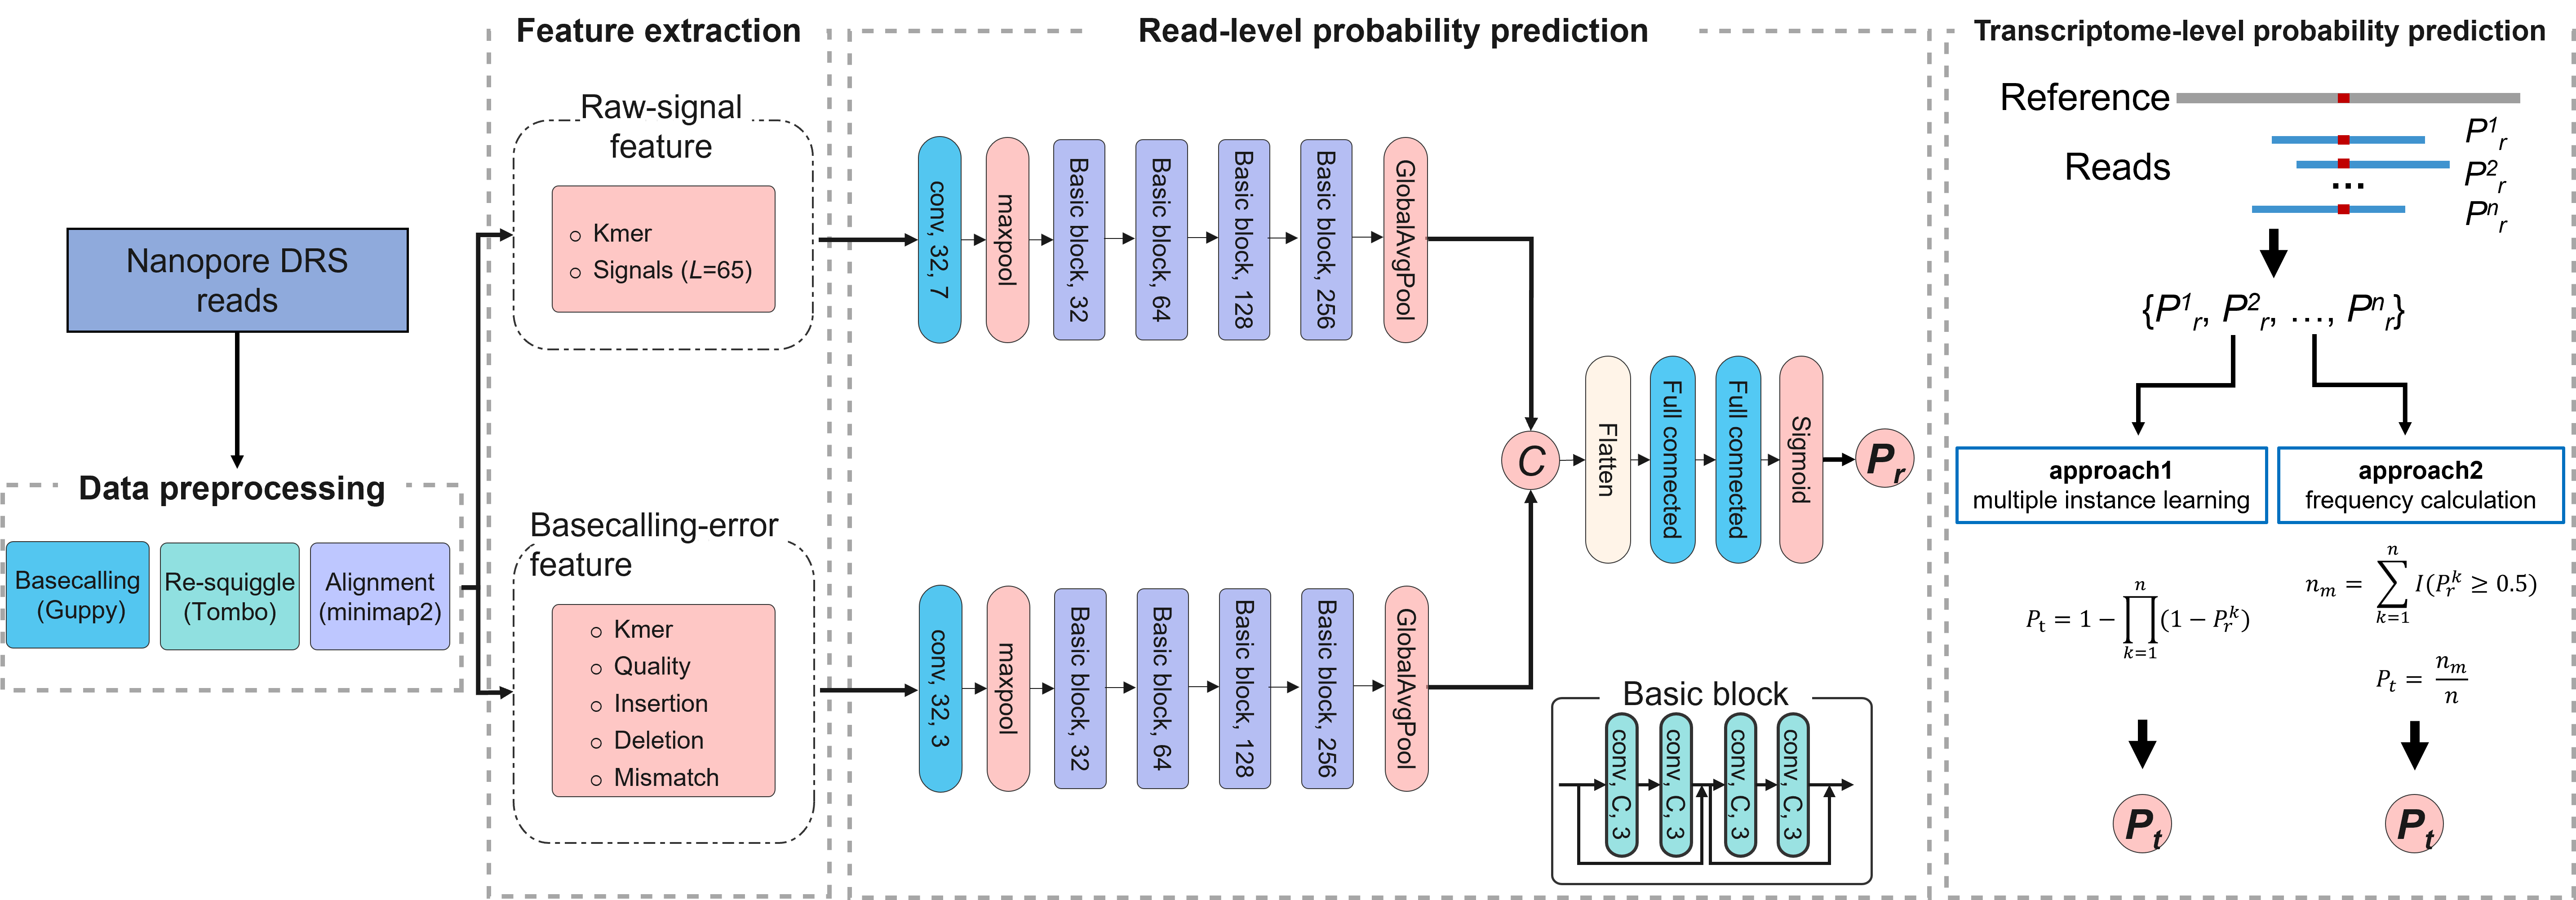 Nanopore DRS
reads
Data preprocessing
Basecalling
(Guppy)
Re-squiggle
(Tombo)
Alignment
(minimap2)
Feature extraction
Raw-signal
feature
Kmer
Signals (L=65)
Basecalling-error
feature
Kmer
Quality
Insertion
Deletion
Mismatch
Read-level probability prediction
conv, 32, 7
maxpool
Basic block, 32
Basic block, 64
Basic block, 128
Basic block, 256
GlobalAvgPool
conv, 32, 3
maxpool
Basic block, 32
Basic block, 64
Basic block, 128
Basic block, 256
GlobalAvgPool
C
Flatten
Full connected
Full connected
Sigmoid
P_r
Basic block
conv, C, 3
conv, C, 3
conv, C, 3
conv, C, 3
Transcriptome-level probability prediction
Reference
Reads
P^1_r
P^2_r
...
P^n_r
{P^1_r, P^2_r, ..., P^n_r}
approach1
multiple instance learning
P_t = 1 − ∏_{k=1}^{n} (1 − P_r^k)
P_t
approach2
frequency calculation
n_m = ∑_{k=1}^{n} I(P_r^k ≥ 0.5)
P_t = n_m / n
P_t